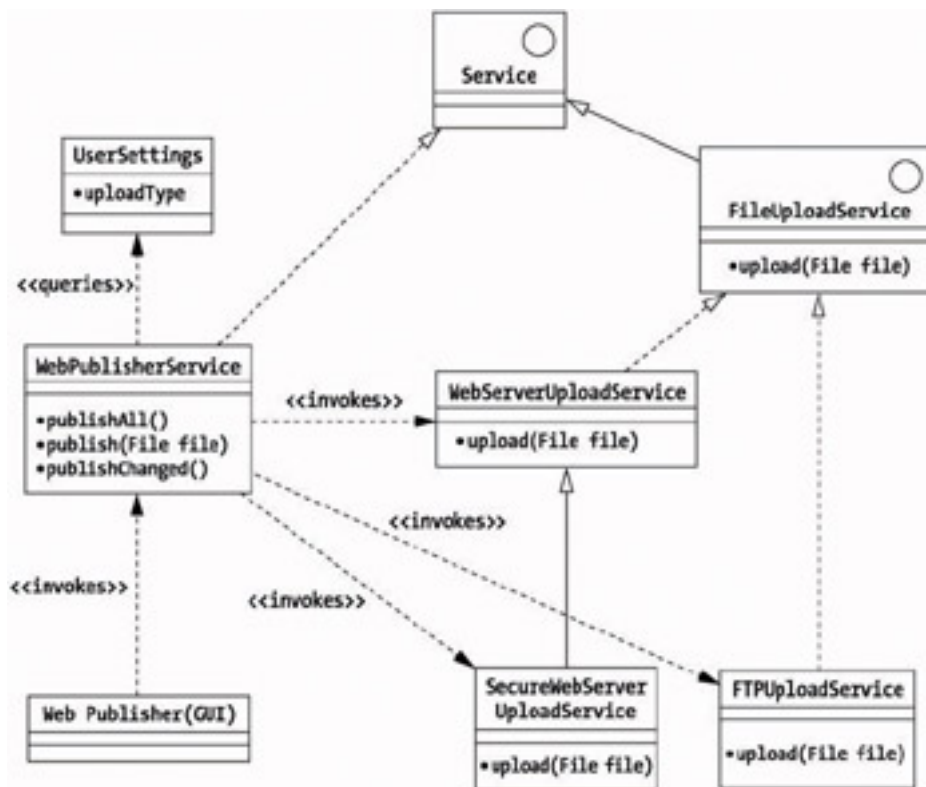 Service
UserSettings
•uploadType
FileUploadService
•upload(File file)
<<queries>>
WebPublisherService
•publishAll()
•publish(File file)
•publishChanged()
<<invokes>>
WebServerUploadService
•upload(File file)
<<invokes>>
<<invokes>>
<<invokes>>
Web Publisher(GUI)
SecureWebServer
UploadService
•upload(File file)
FTPUploadService
•upload(File file)